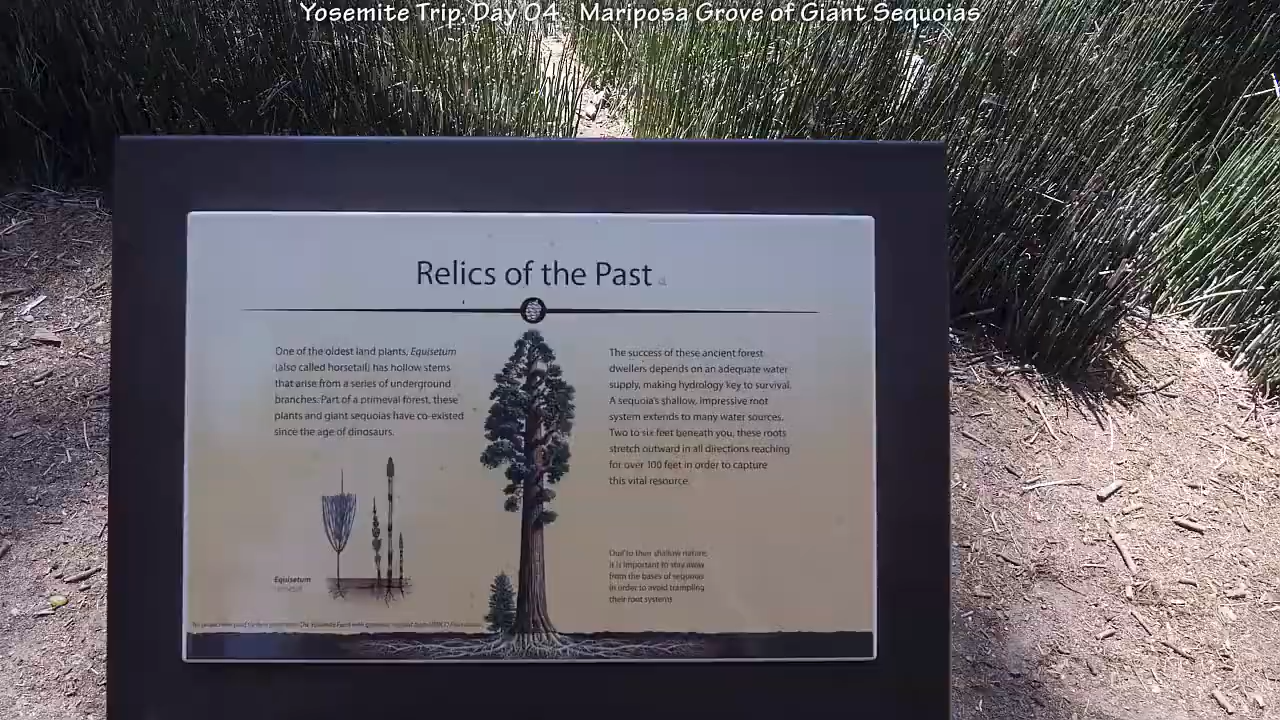 Yosemite Trip, Day 04, Mariposa Grove of Giant Sequoias
Relics of the Past
One of the oldest land plants, Equisetum
(also called horsetail) has hollow stems
that arise from a series of underground
branches. Part of a primeval forest, these
plants and giant sequoias have co-existed
since the age of dinosaurs.
The success of these ancient forest
dwellers depends on an adequate water
supply, making hydrology key to survival.
A sequoia's shallow, impressive root
system extends to many water sources.
Two to six feet beneath you, these roots
stretch outward in all directions reaching
for over 100 feet in order to capture
this vital resource.
Due to their shallow nature,
it is important to stay away
from the bases of sequoias
in order to avoid trampling
their root systems
Equisetum